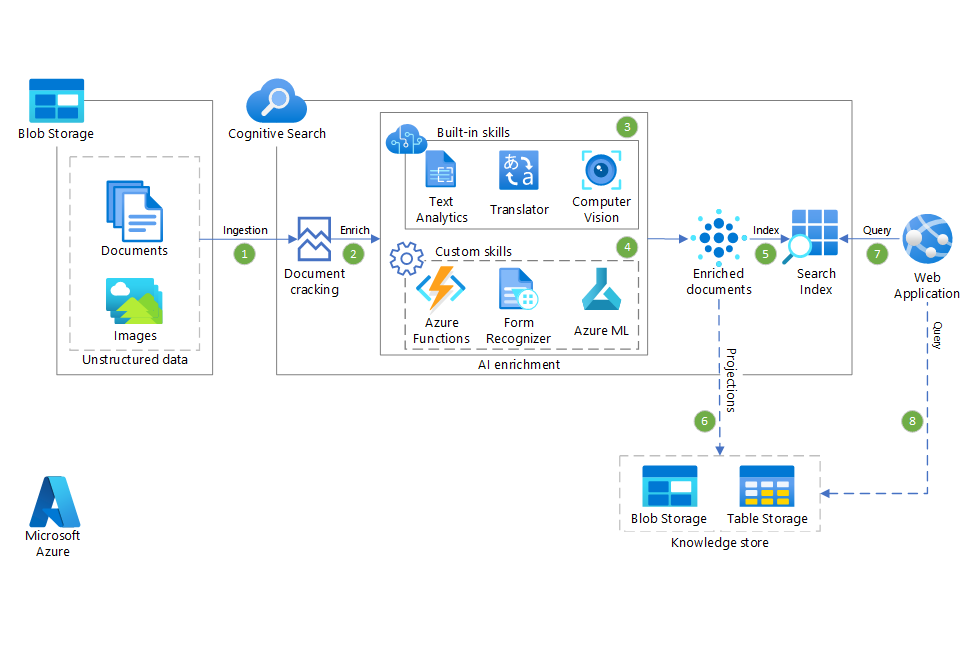 Blob Storage
Cognitive Search
Built-in skills
3
Text
Analytics
Translator
Computer
Vision
Documents
Images
Unstructured data
Ingestion
1
Document
cracking
Enrich
2
Custom skills
4
Azure
Functions
Form
Recognizer
Azure ML
AI enrichment
Enriched
documents
Index
5
Search
Index
Query
7
Web
Application
Projections
6
Query
8
Blob Storage
Table Storage
Knowledge store
Microsoft
Azure